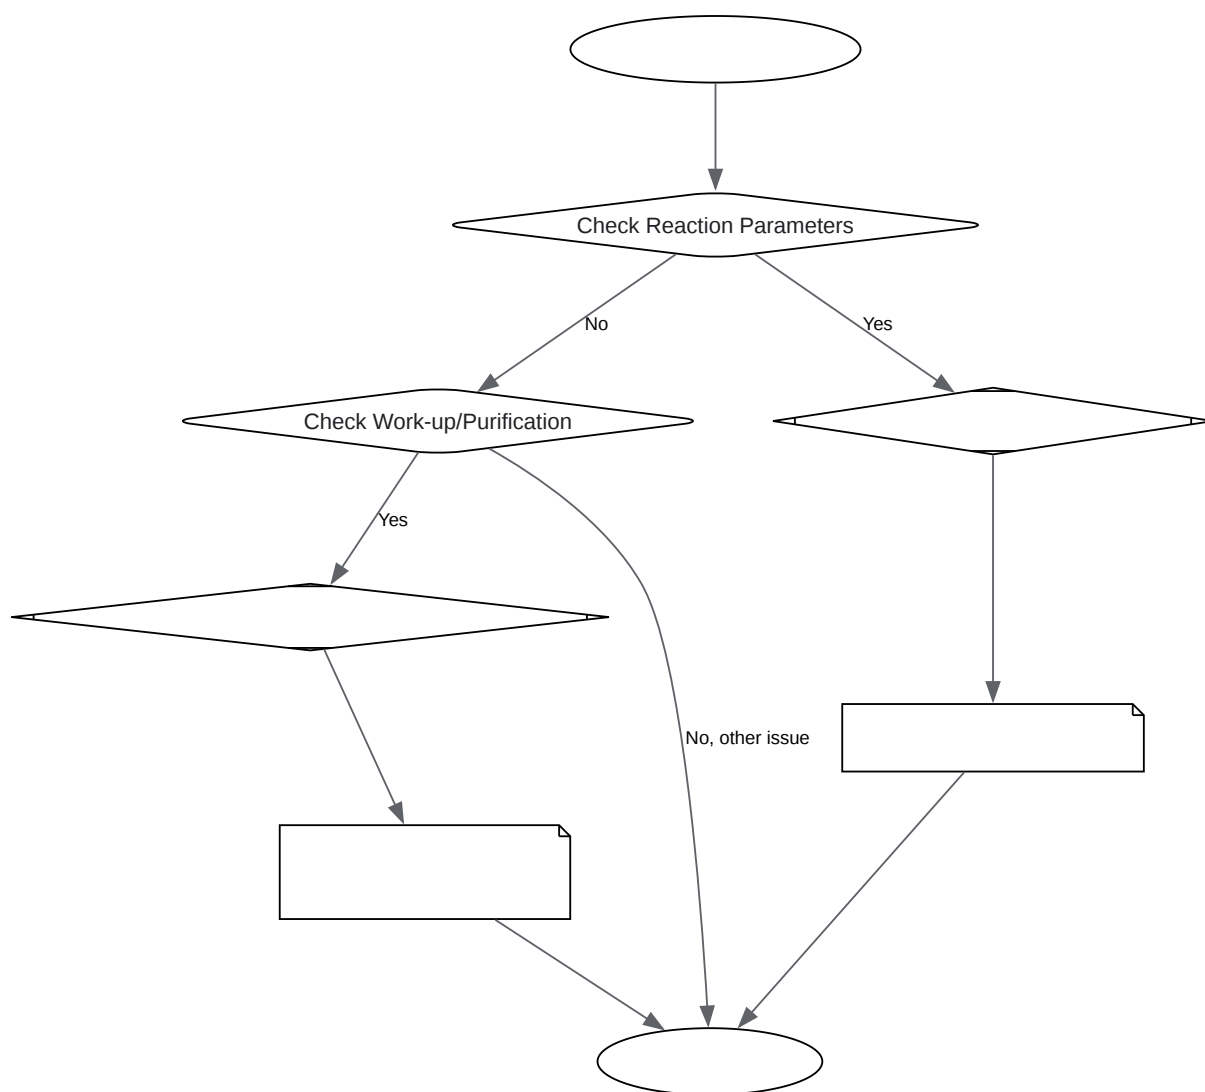 Check Reaction Parameters
No
Yes
Check Work-up/Purification
Yes
No, other issue